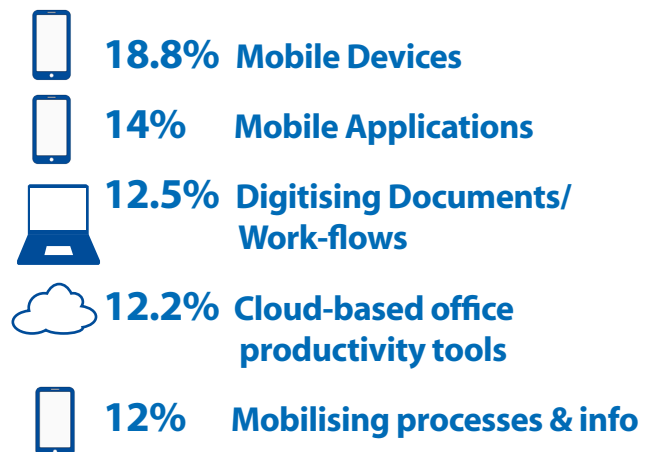 18.8% Mobile Devices
14% Mobile Applications
12.5% Digitising Documents/
Work-flows
12.2% Cloud-based office
productivity tools
12% Mobilising processes & info